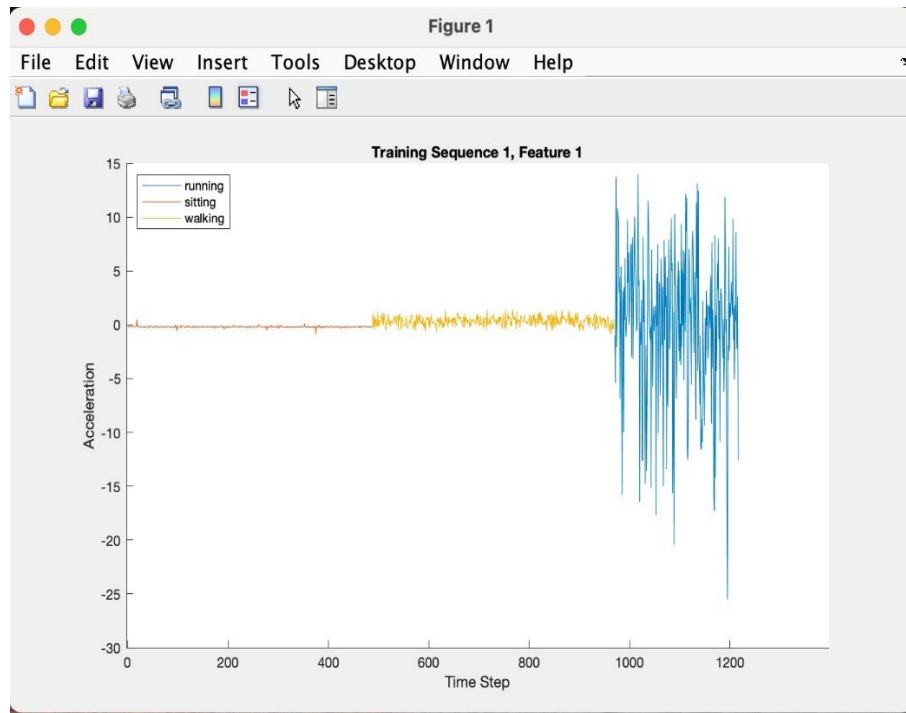 Figure 1
File Edit View Insert Tools Desktop Window Help
Training Sequence 1, Feature 1
running
sitting
walking
15
10
5
0
-5
-10
-15
-20
-25
-30
Acceleration
0 200 400 600 800 1000 1200
Time Step